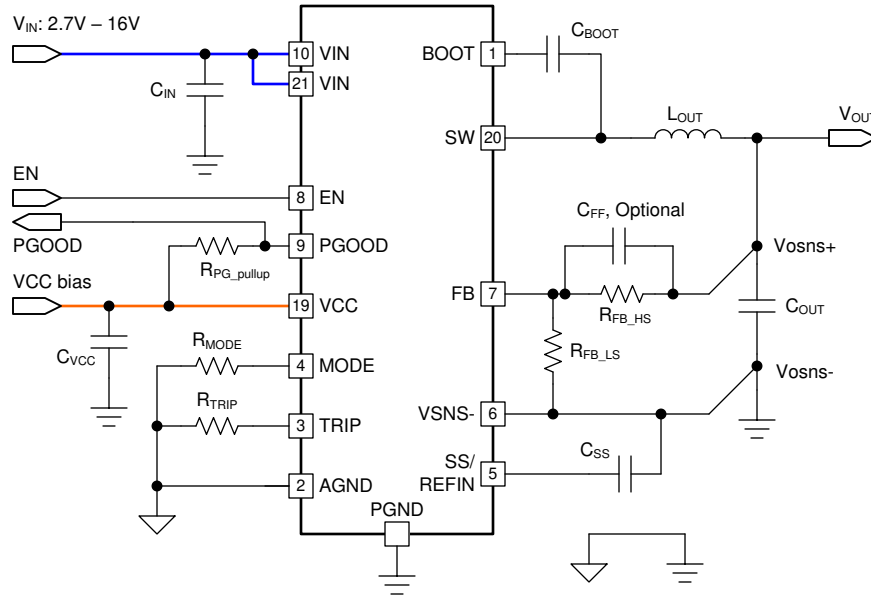 V_IN: 2.7V – 16V
C_IN
10 VIN
21 VIN
BOOT 1
C_BOOT
SW 20
L_OUT
V_OUT
EN
8 EN
PGOOD
9 PGOOD
R_PG_pullup
VCC bias
19 VCC
C_VCC
R_MODE
4 MODE
R_TRIP
3 TRIP
2 AGND
PGND
C_FF, Optional
FB 7
R_FB_HS
R_FB_LS
Vosns+
C_OUT
Vosns-
VSNS- 6
C_SS
SS/
REFIN
5